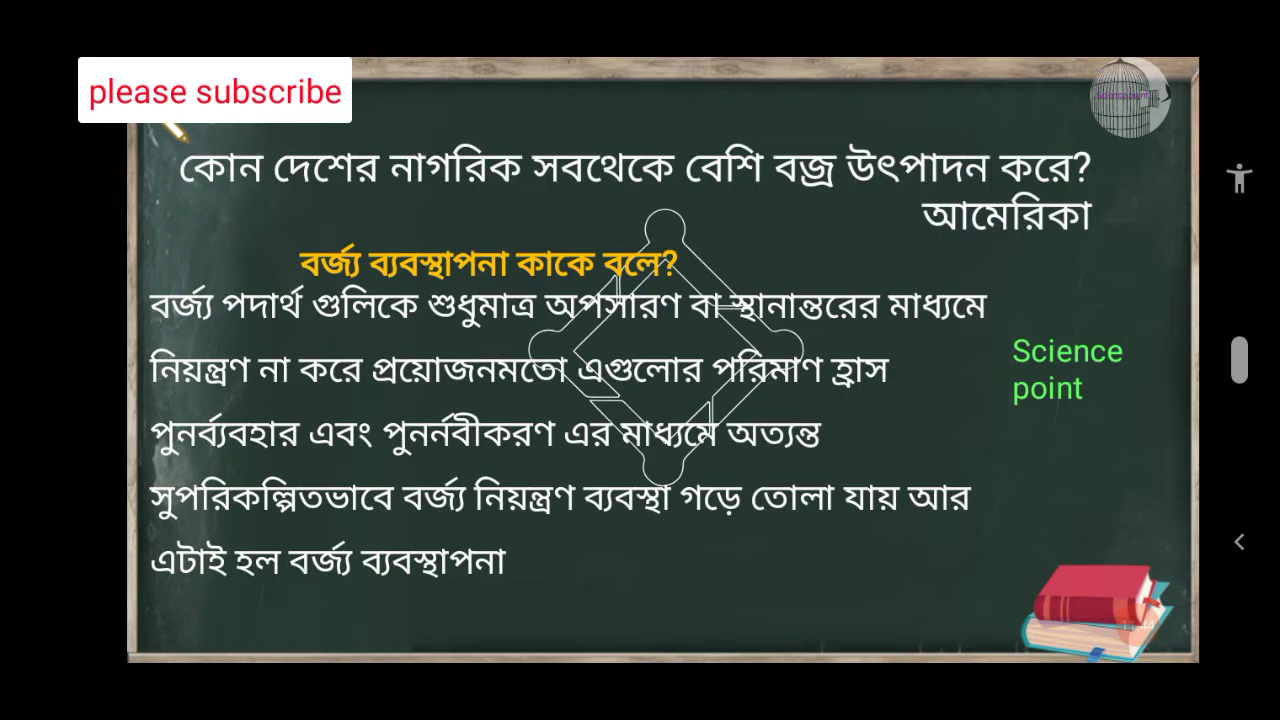 please subscribe
Science point
কোন দেশের নাগরিক সবথেকে বেশি বজ্র উৎপাদন করে?
আমেরিকা
বর্জ্য ব্যবস্থাপনা কাকে বলে?
বর্জ্য পদার্থ গুলিকে শুধুমাত্র অপসারণ বা স্থানান্তরের মাধ্যমে
নিয়ন্ত্রণ না করে প্রয়োজনমতো এগুলোর পরিমাণ হ্রাস
পুনর্ব্যবহার এবং পুনর্নবীকরণ এর মাধ্যমে অত্যন্ত
সুপরিকল্পিতভাবে বর্জ্য নিয়ন্ত্রণ ব্যবস্থা গড়ে তোলা যায় আর
এটাই হল বর্জ্য ব্যবস্থাপনা
Science
point